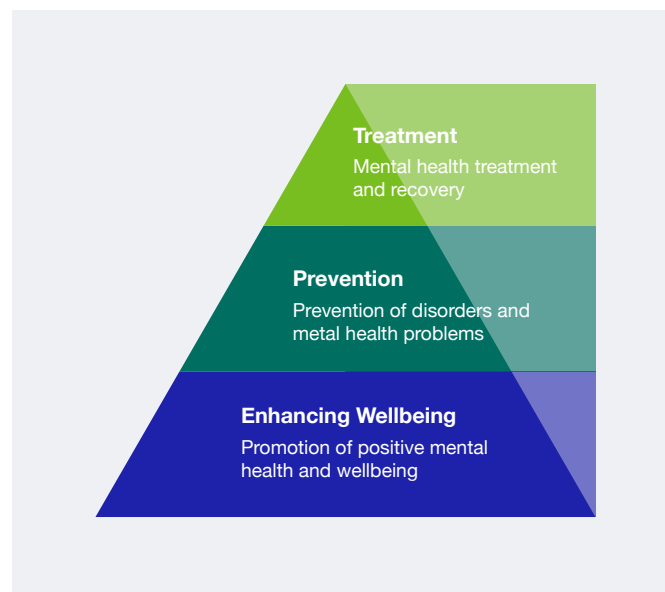 Treatment
Mental health treatment
and recovery
Prevention
Prevention of disorders and
metal health problems
Enhancing Wellbeing
Promotion of positive mental
health and wellbeing